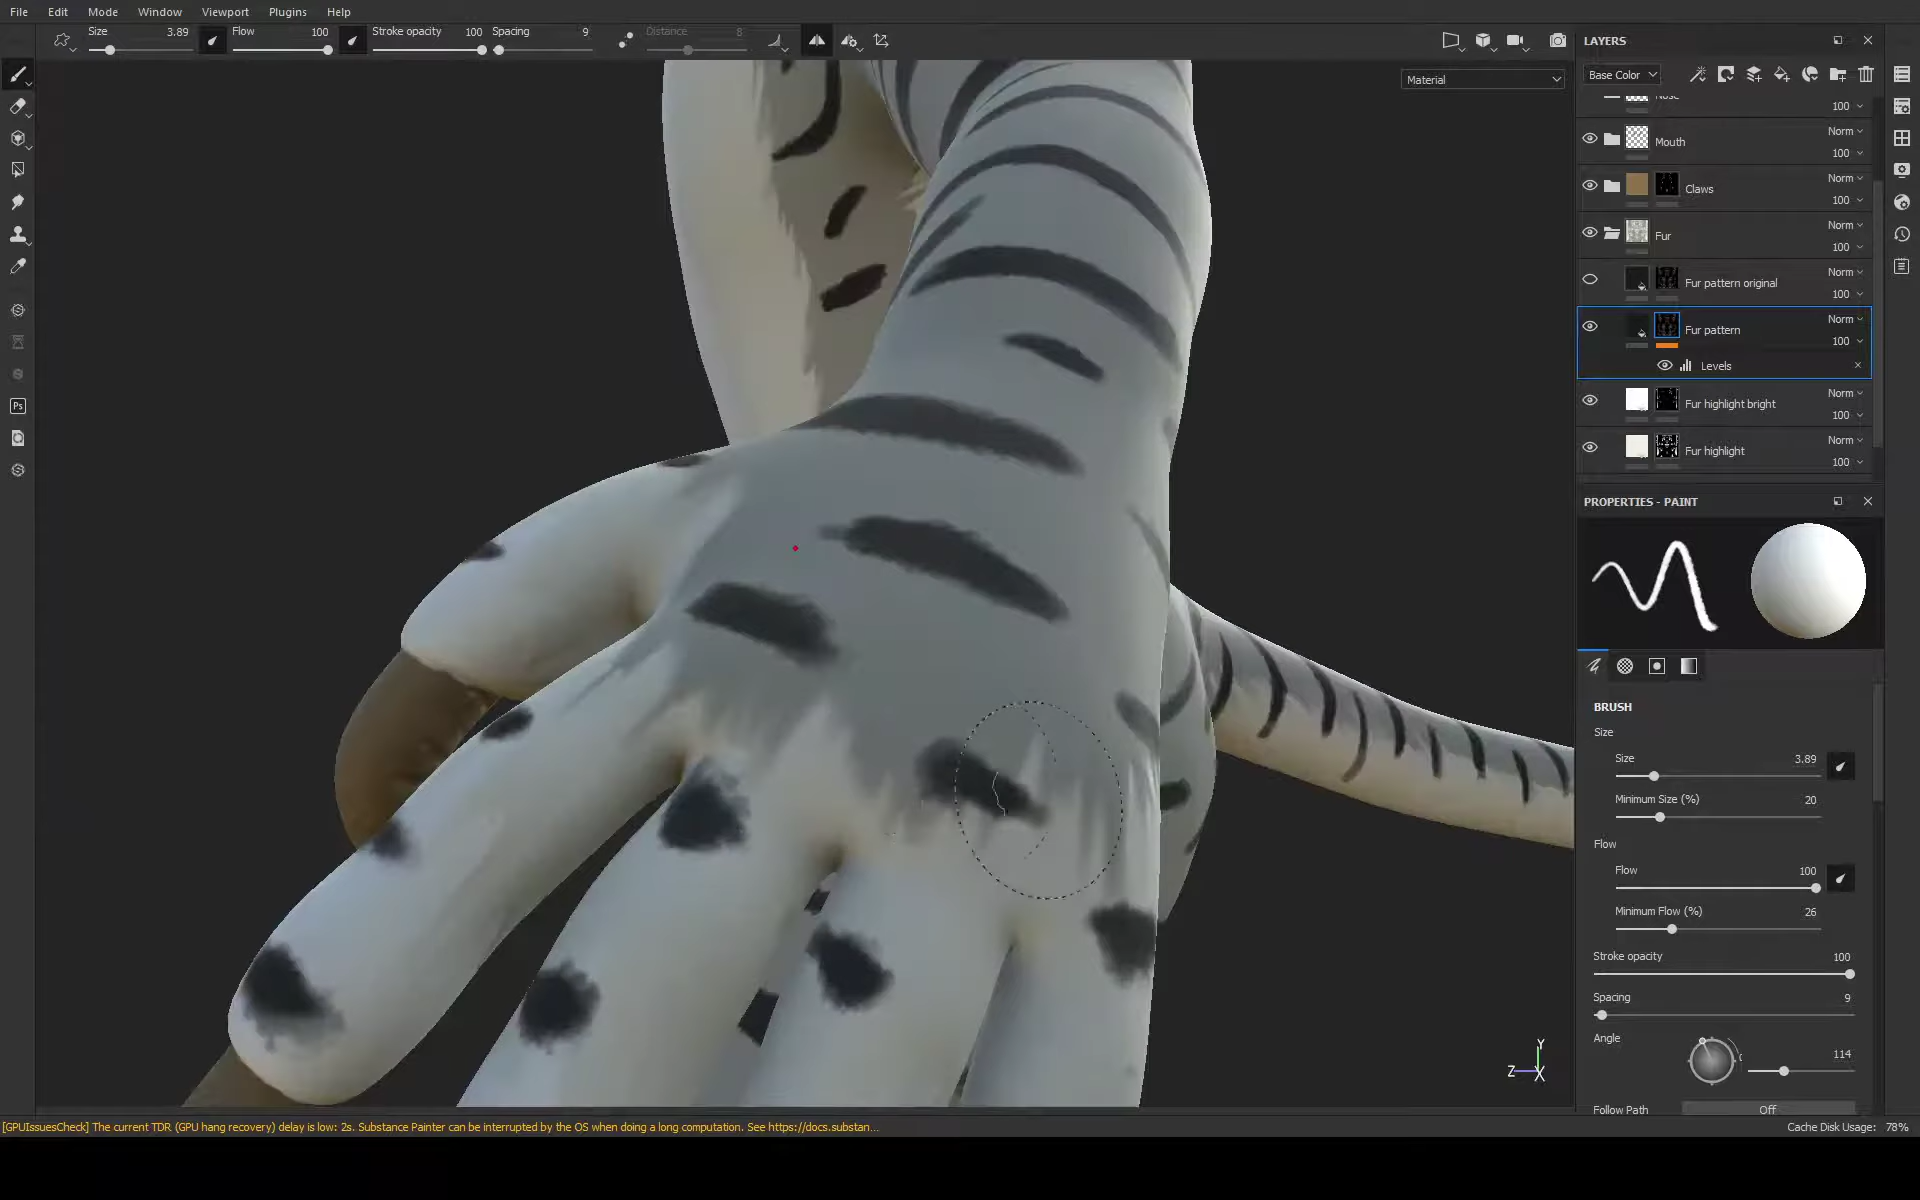 File Edit Mode Window Viewport Plugins Help
Size 3.89 Flow 100 Stroke opacity 100 Spacing 9 Distance 8
Material
LAYERS
Base Color
Nose
100
Mouth Norm
100
Claws Norm
100
Fur Norm
100
Fur pattern original Norm
100
Fur pattern Norm
100
Levels
Fur highlight bright Norm
100
Fur highlight Norm
100
Ps
PROPERTIES - PAINT
BRUSH
Size
Size 3.89
Minimum Size (%) 20
Flow
Flow 100
Minimum Flow (%) 26
Stroke opacity 100
Spacing 9
Angle
114
Follow Path Off
Y
Z X
[GPUIssuesCheck] The current TDR (GPU hang recovery) delay is low: 2s. Substance Painter can be interrupted by the OS when doing a long computation. See https://docs.substan...
Cache Disk Usage: 78%